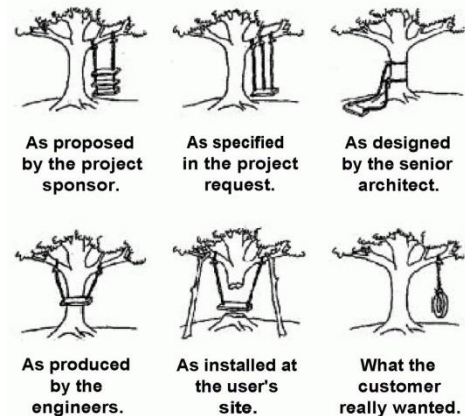 As proposed
by the project
sponsor.
As specified
in the project
request.
As designed
by the senior
architect.
As produced
by the
engineers.
As installed at
the user's
site.
What the
customer
really wanted.